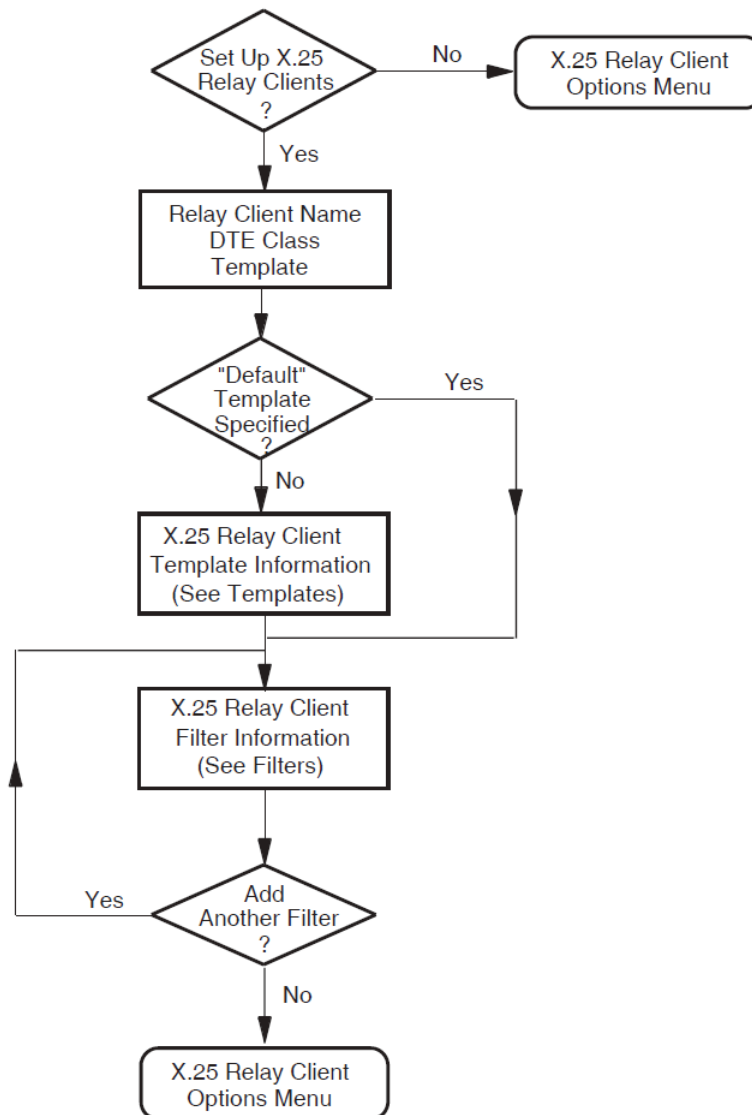 Set Up X.25
Relay Clients
?
No
X.25 Relay Client
Options Menu
Yes
Relay Client Name
DTE Class
Template
"Default"
Template
Specified
?
Yes
No
X.25 Relay Client
Template Information
(See Templates)
X.25 Relay Client
Filter Information
(See Filters)
Yes
Add
Another Filter
?
No
X.25 Relay Client
Options Menu